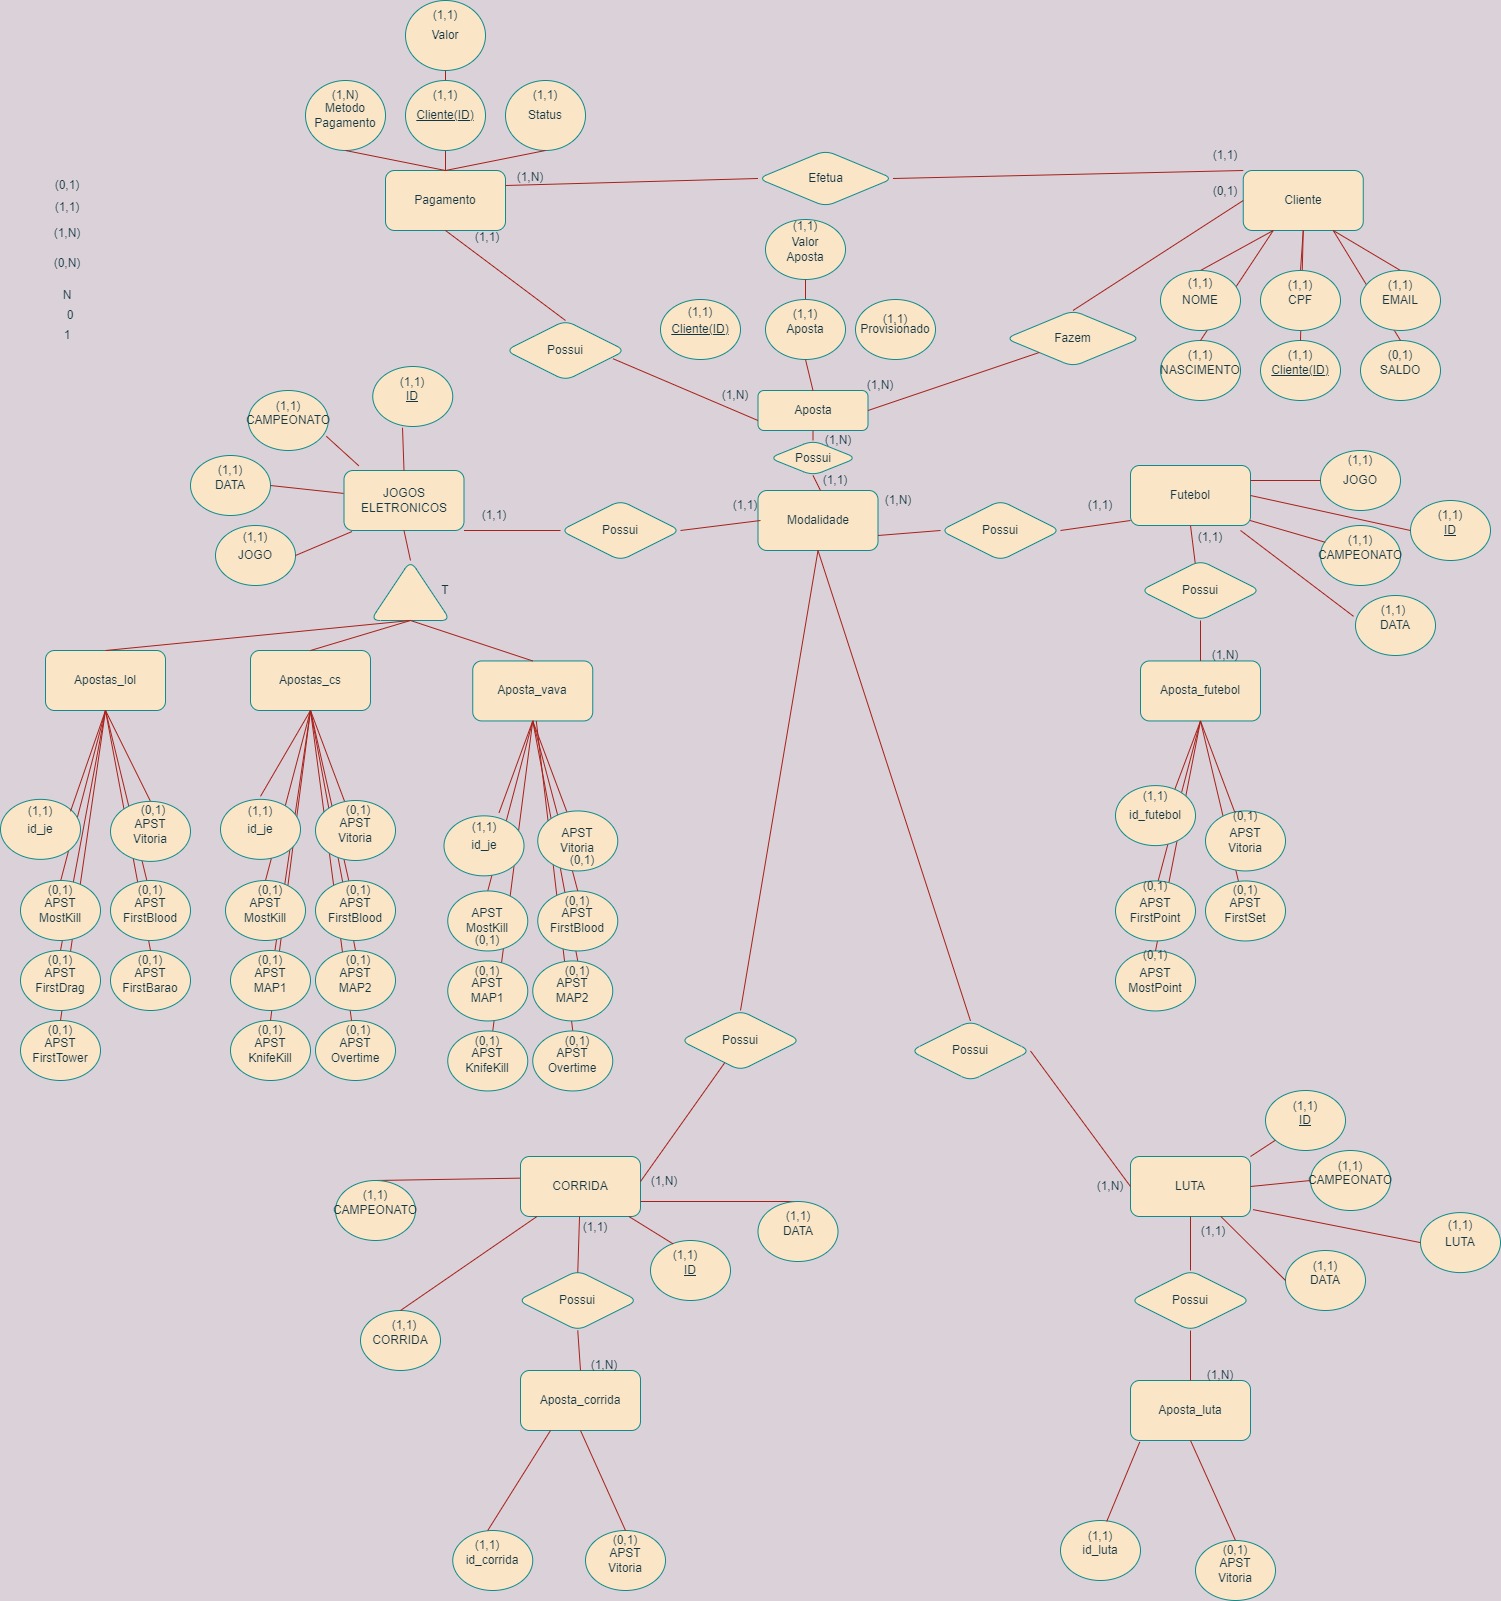 (1,1)
Valor
(1,N)
Metodo
Pagamento
(1,1)
Cliente(ID)
(1,1)
Status
Pagamento
(1,N)
Efetua
(1,1)
(0,1)
Cliente
(0,1)
(1,1)
(1,N)
(0,N)
N
0
1
(1,1)
(1,1)
Valor
Aposta
(1,1)
Cliente(ID)
(1,1)
Aposta
(1,1)
Provisionado
(1,1)
NOME
(1,1)
CPF
(1,1)
EMAIL
(1,1)
NASCIMENTO
(1,1)
Cliente(ID)
(0,1)
SALDO
Possui
Fazem
(1,N)
(1,N)
Aposta
(1,N)
Possui
(1,1)
(1,1)
CAMPEONATO
(1,1)
ID
(1,1)
DATA
(1,1)
JOGO
JOGOS
ELETRONICOS
(1,1)
Possui
(1,1)
Modalidade
(1,N)
Possui
(1,1)
Futebol
(1,1)
JOGO
(1,1)
ID
(1,1)
CAMPEONATO
(1,1)
DATA
(1,1)
Possui
(1,N)
Aposta_futebol
T
Apostas_lol
Apostas_cs
Aposta_vava
(1,1)
id_je
(0,1)
APST
Vitoria
(0,1)
APST
MostKill
(0,1)
APST
FirstBlood
(0,1)
APST
FirstDrag
(0,1)
APST
FirstBarao
(0,1)
APST
FirstTower
(1,1)
id_je
(0,1)
APST
Vitoria
(0,1)
APST
MostKill
(0,1)
APST
FirstBlood
(0,1)
APST
MAP1
(0,1)
APST
MAP2
(0,1)
APST
KnifeKill
(0,1)
APST
Overtime
(1,1)
id_je
APST
Vitoria
(0,1)
APST
MostKill
(0,1)
(0,1)
APST
FirstBlood
(0,1)
APST
MAP1
(0,1)
APST
MAP2
(0,1)
APST
KnifeKill
(0,1)
APST
Overtime
(1,1)
id_futebol
(0,1)
APST
Vitoria
(0,1)
APST
FirstPoint
(0,1)
APST
FirstSet
(0,1)
APST
MostPoint
Possui
Possui
(1,1)
CAMPEONATO
CORRIDA
(1,N)
(1,1)
(1,1)
ID
(1,1)
DATA
(1,1)
CORRIDA
Possui
(1,N)
Aposta_corrida
(1,1)
id_corrida
(0,1)
APST
Vitoria
(1,N)
LUTA
(1,1)
ID
(1,1)
CAMPEONATO
(1,1)
LUTA
(1,1)
DATA
(1,1)
Possui
(1,N)
Aposta_luta
(1,1)
id_luta
(0,1)
APST
Vitoria